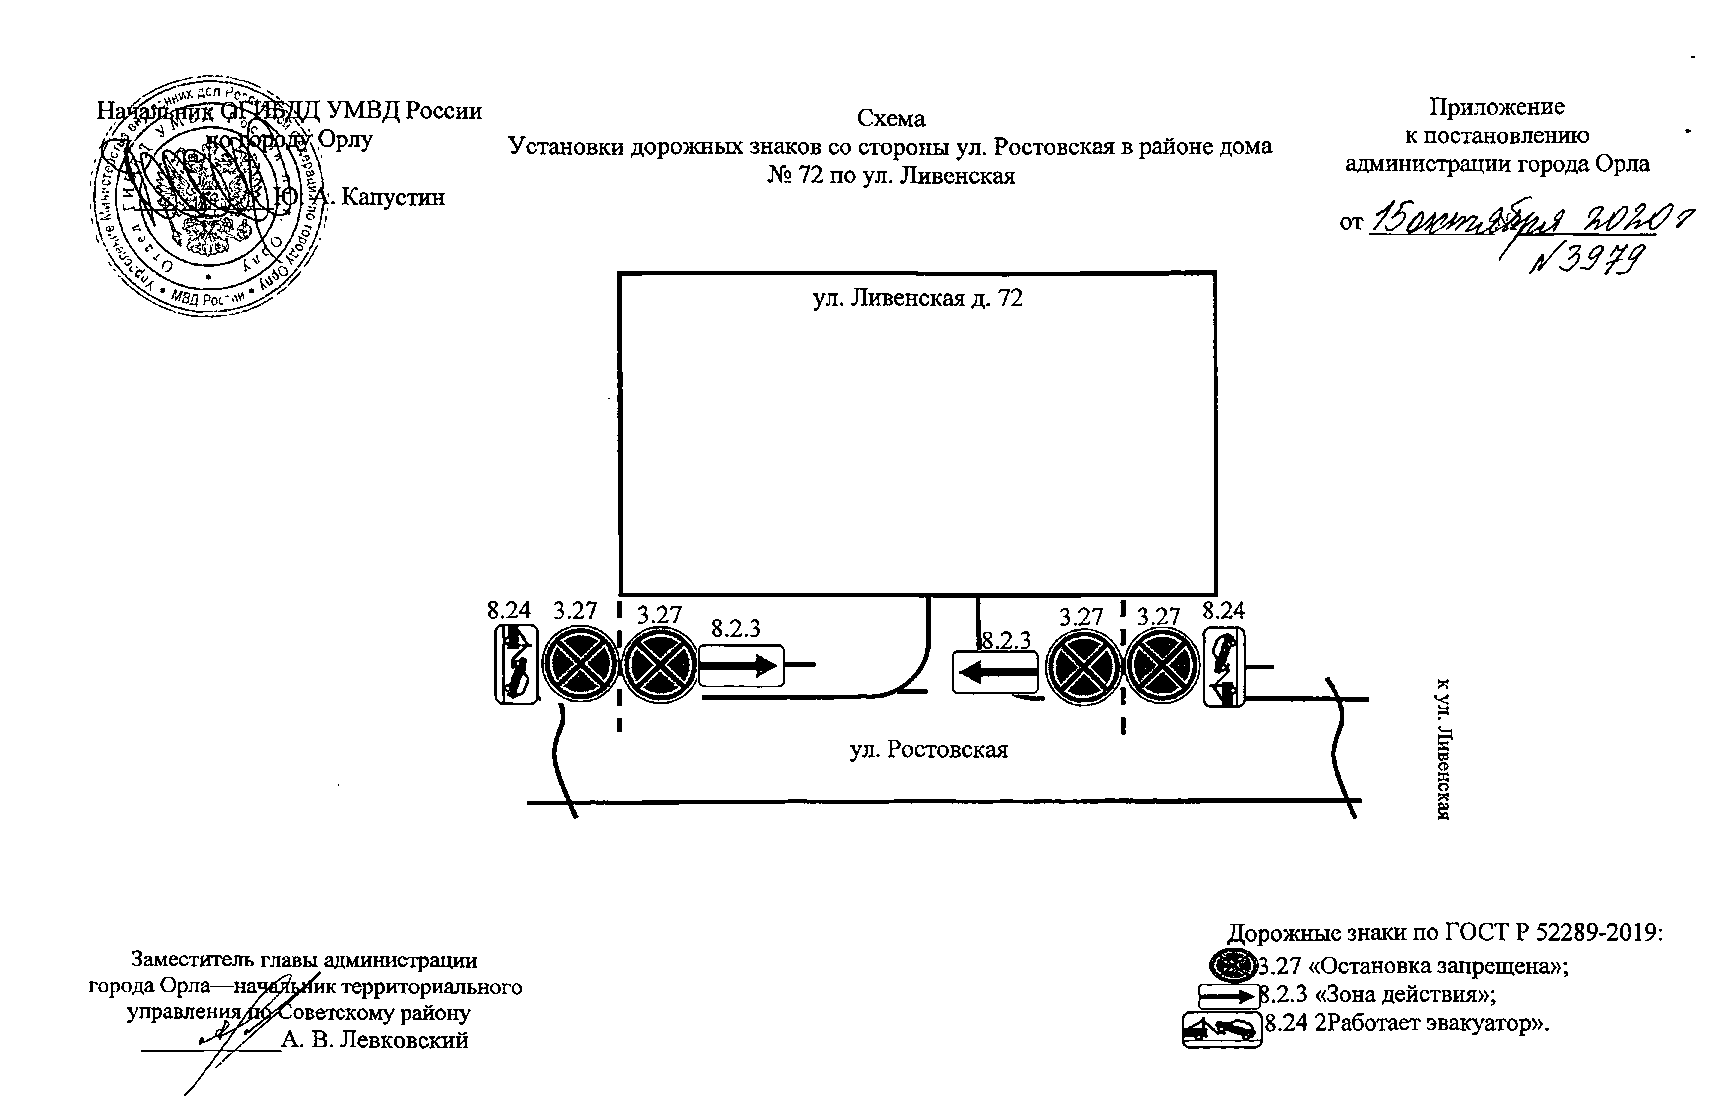 Начальник ОГИБДД УМВД России
по городу Орлу
Ю. А. Капустин
МВД России
Схема
Установки дорожных знаков со стороны ул. Ростовская в районе дома
№ 72 по ул. Ливенская
Приложение
к постановлению
администрации города Орла
от 15 октября 2020 г
№ 3979
ул. Ливенская д. 72
8.24 3.27 3.27 8.2.3 8.2.3 3.27 3.27 8.24
ул. Ростовская
к ул. Ливенская
Заместитель главы администрации
города Орла—начальник территориального
управления по Советскому району
А. В. Левковский
Дорожные знаки по ГОСТ Р 52289-2019:
3.27 «Остановка запрещена»;
8.2.3 «Зона действия»;
8.24 2Работает эвакуатор».